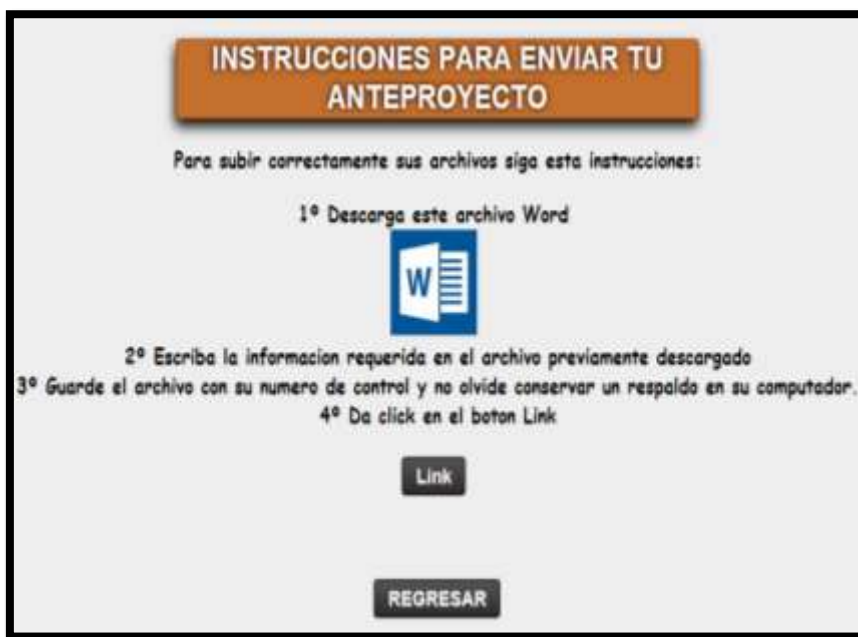 INSTRUCCIONES PARA ENVIAR TU
ANTEPROYECTO
Para subir correctamente sus archivos siga esta instrucciones:
1º Descarga este archivo Word
W
2º Escriba la informacion requerida en el archivo previamente descargado
3º Guarde el archivo con su numero de control y no olvide conservar un respaldo en su computador.
4º Da click en el boton Link
Link
REGRESAR